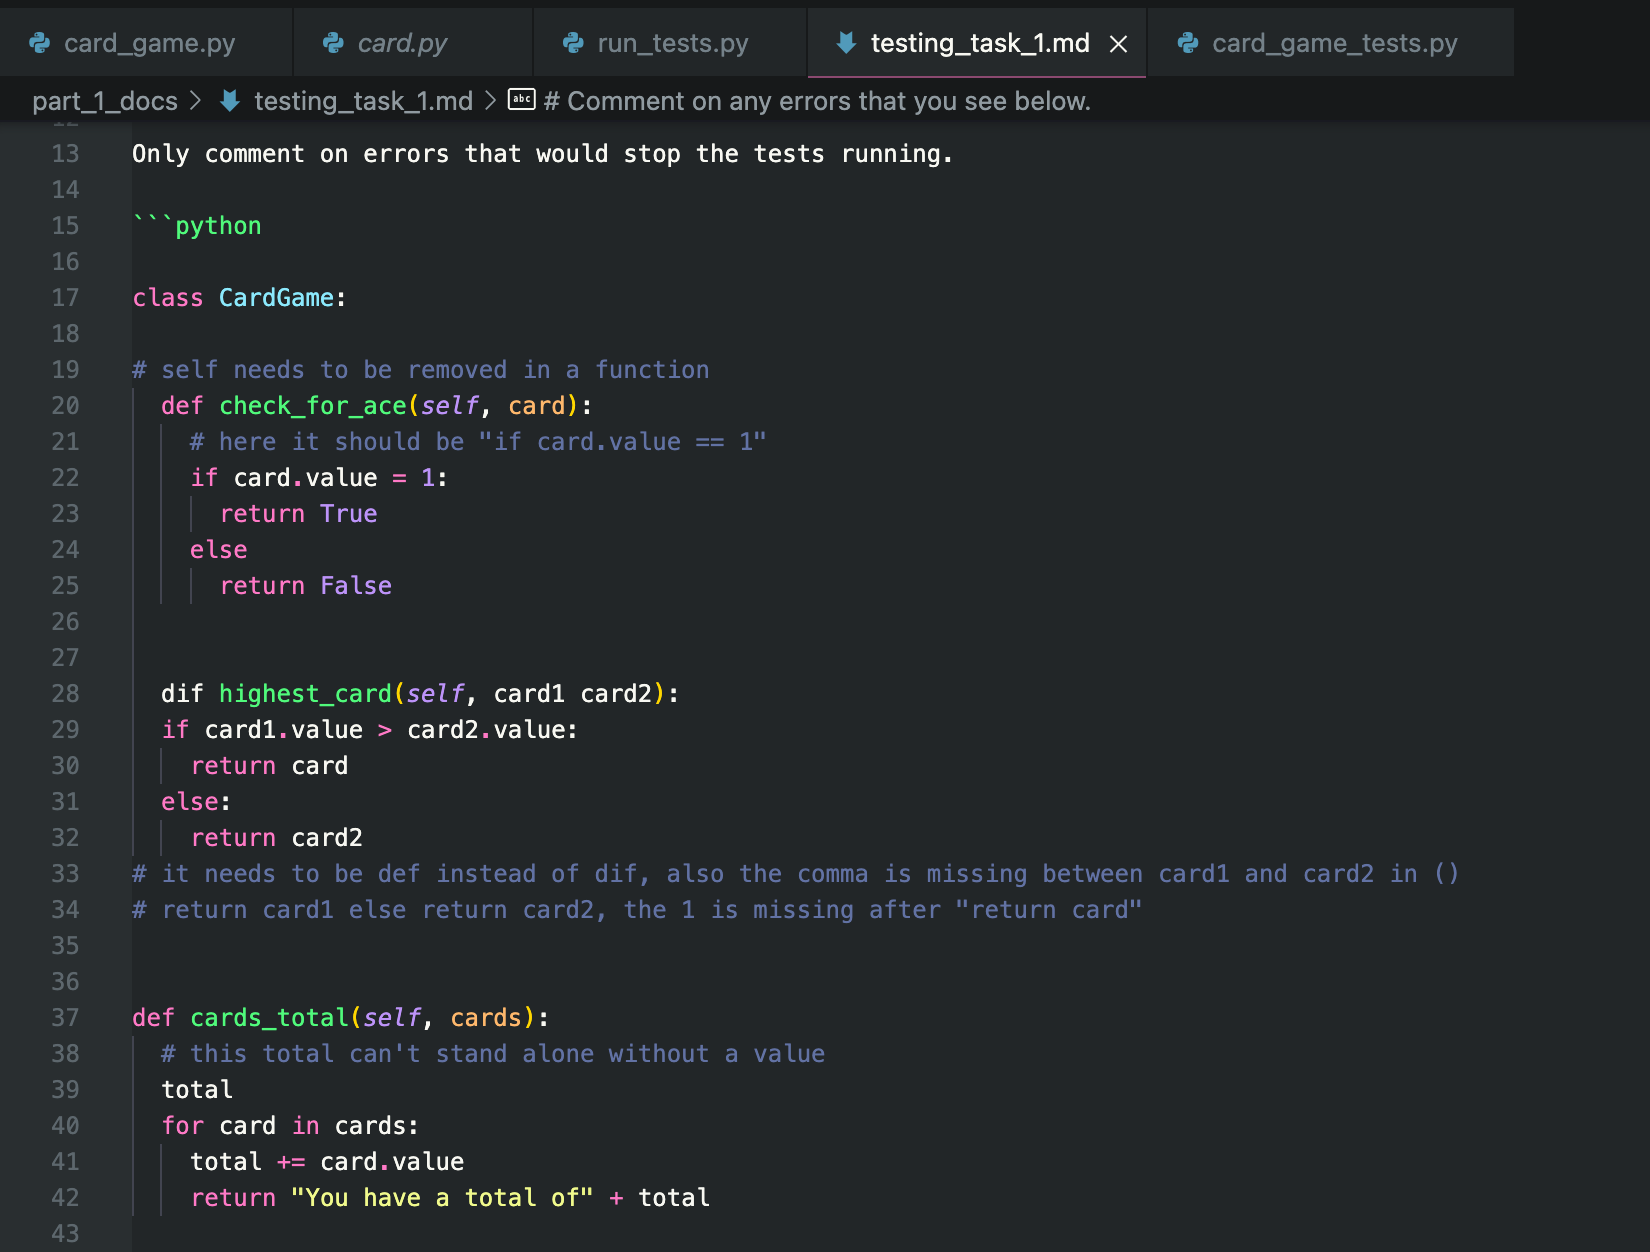 card_game.py card.py run_tests.py testing_task_1.md card_game_tests.py
part_1_docs > testing_task_1.md > abc # Comment on any errors that you see below.
12
13 Only comment on errors that would stop the tests running.
14
15 ```python
16
17 class CardGame:
18
19 # self needs to be removed in a function
20   def check_for_ace(self, card):
21     # here it should be "if card.value == 1"
22     if card.value = 1:
23       return True
24     else
25       return False
26
27
28   dif highest_card(self, card1 card2):
29   if card1.value > card2.value:
30     return card
31   else:
32     return card2
33 # it needs to be def instead of dif, also the comma is missing between card1 and card2 in ()
34 # return card1 else return card2, the 1 is missing after "return card"
35
36
37 def cards_total(self, cards):
38   # this total can't stand alone without a value
39   total
40   for card in cards:
41     total += card.value
42     return "You have a total of" + total
43